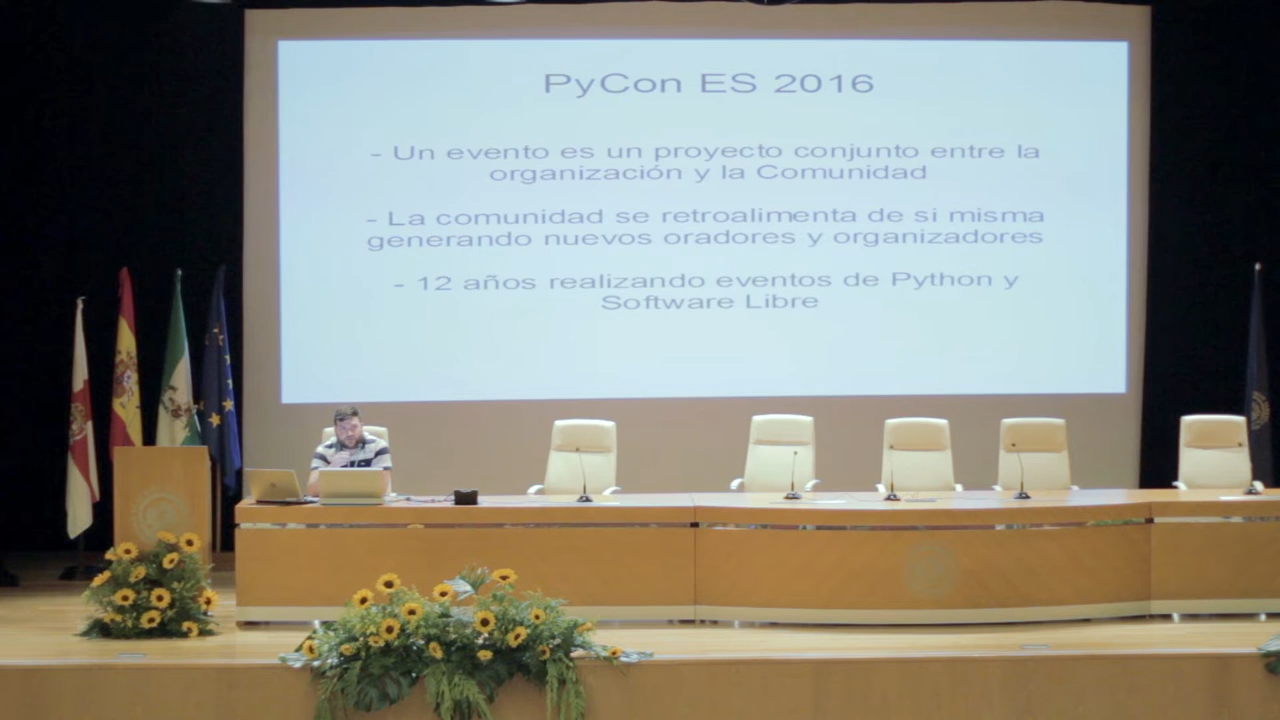 PyCon ES 2016
- Un evento es un proyecto conjunto entre la
organización y la Comunidad
- La comunidad se retroalimenta de si misma
generando nuevos oradores y organizadores
- 12 años realizando eventos de Python y
Software Libre